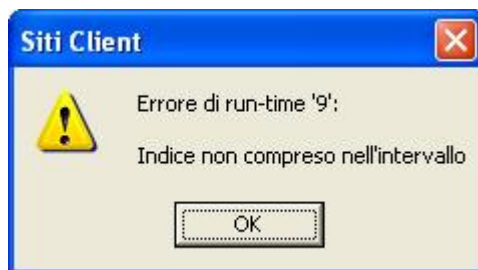 Siti Client
Errore di run-time '9':
Indice non compreso nell'intervallo
OK